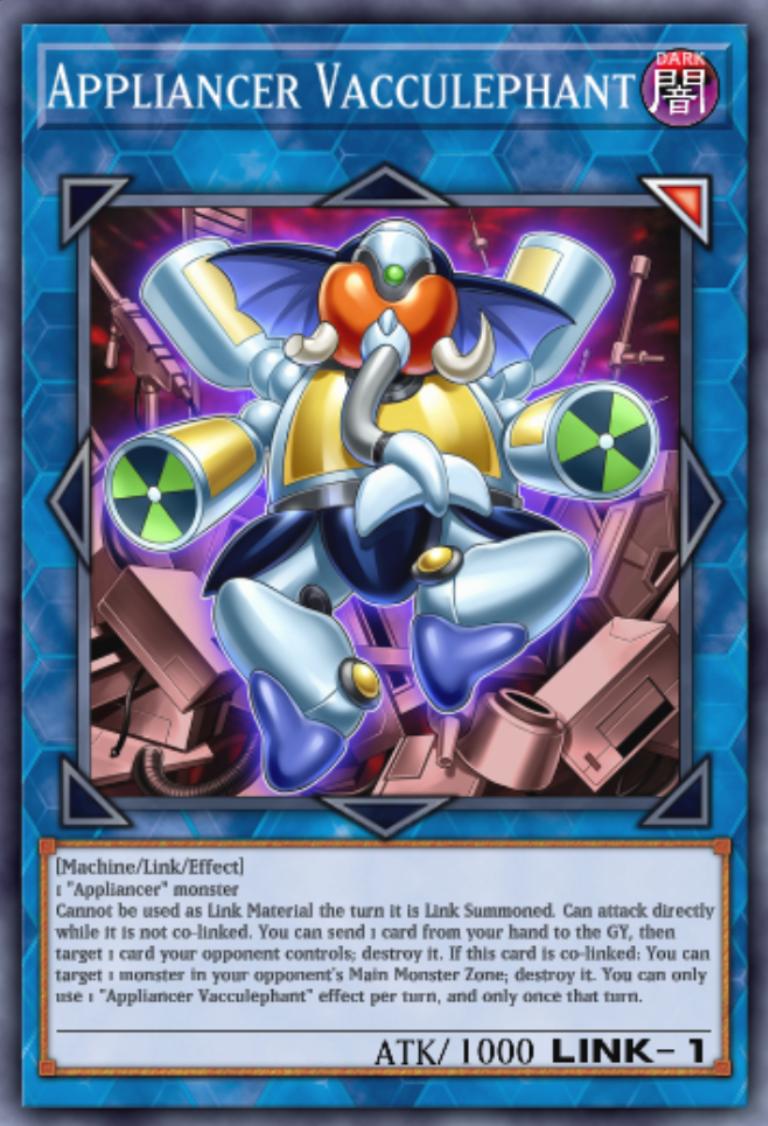 APPLIANCER VACCULEPHANT
DARK
闇
[Machine/Link/Effect]
1 "Appliancer" monster
Cannot be used as Link Material the turn it is Link Summoned. Can attack directly
while it is not co-linked. You can send 1 card from your hand to the GY, then
target 1 card your opponent controls; destroy it. If this card is co-linked: You can
target 1 monster in your opponent's Main Monster Zone; destroy it. You can only
use 1 "Appliancer Vacculephant" effect per turn, and only once that turn.
ATK/ 1000 LINK- 1